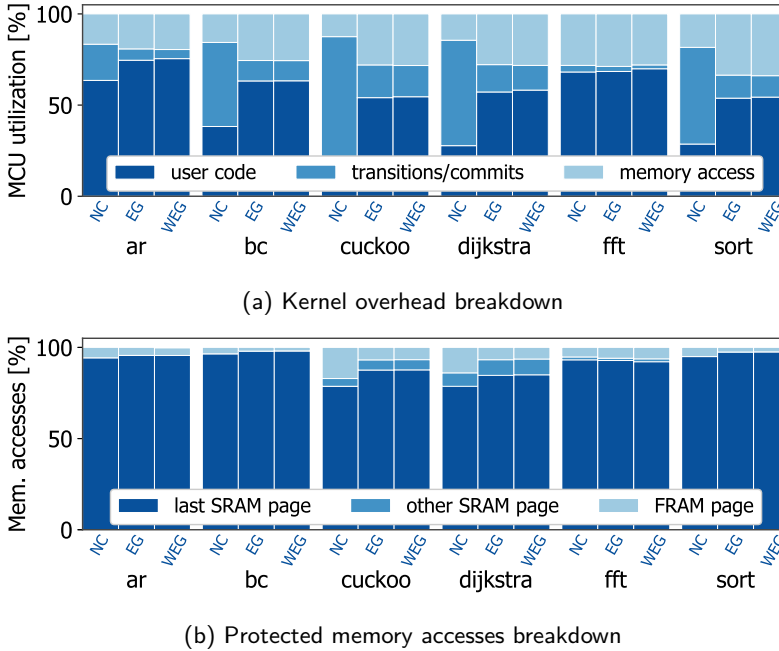 MCU utilization [%]
100
50
0
user code transitions/commits memory access
NC EG WEG NC EG WEG NC EG WEG NC EG WEG NC EG WEG NC EG WEG
ar bc cuckoo dijkstra fft sort
(a) Kernel overhead breakdown
Mem. accesses [%]
100
50
0
last SRAM page other SRAM page FRAM page
NC EG WEG NC EG WEG NC EG WEG NC EG WEG NC EG WEG NC EG WEG
ar bc cuckoo dijkstra fft sort
(b) Protected memory accesses breakdown